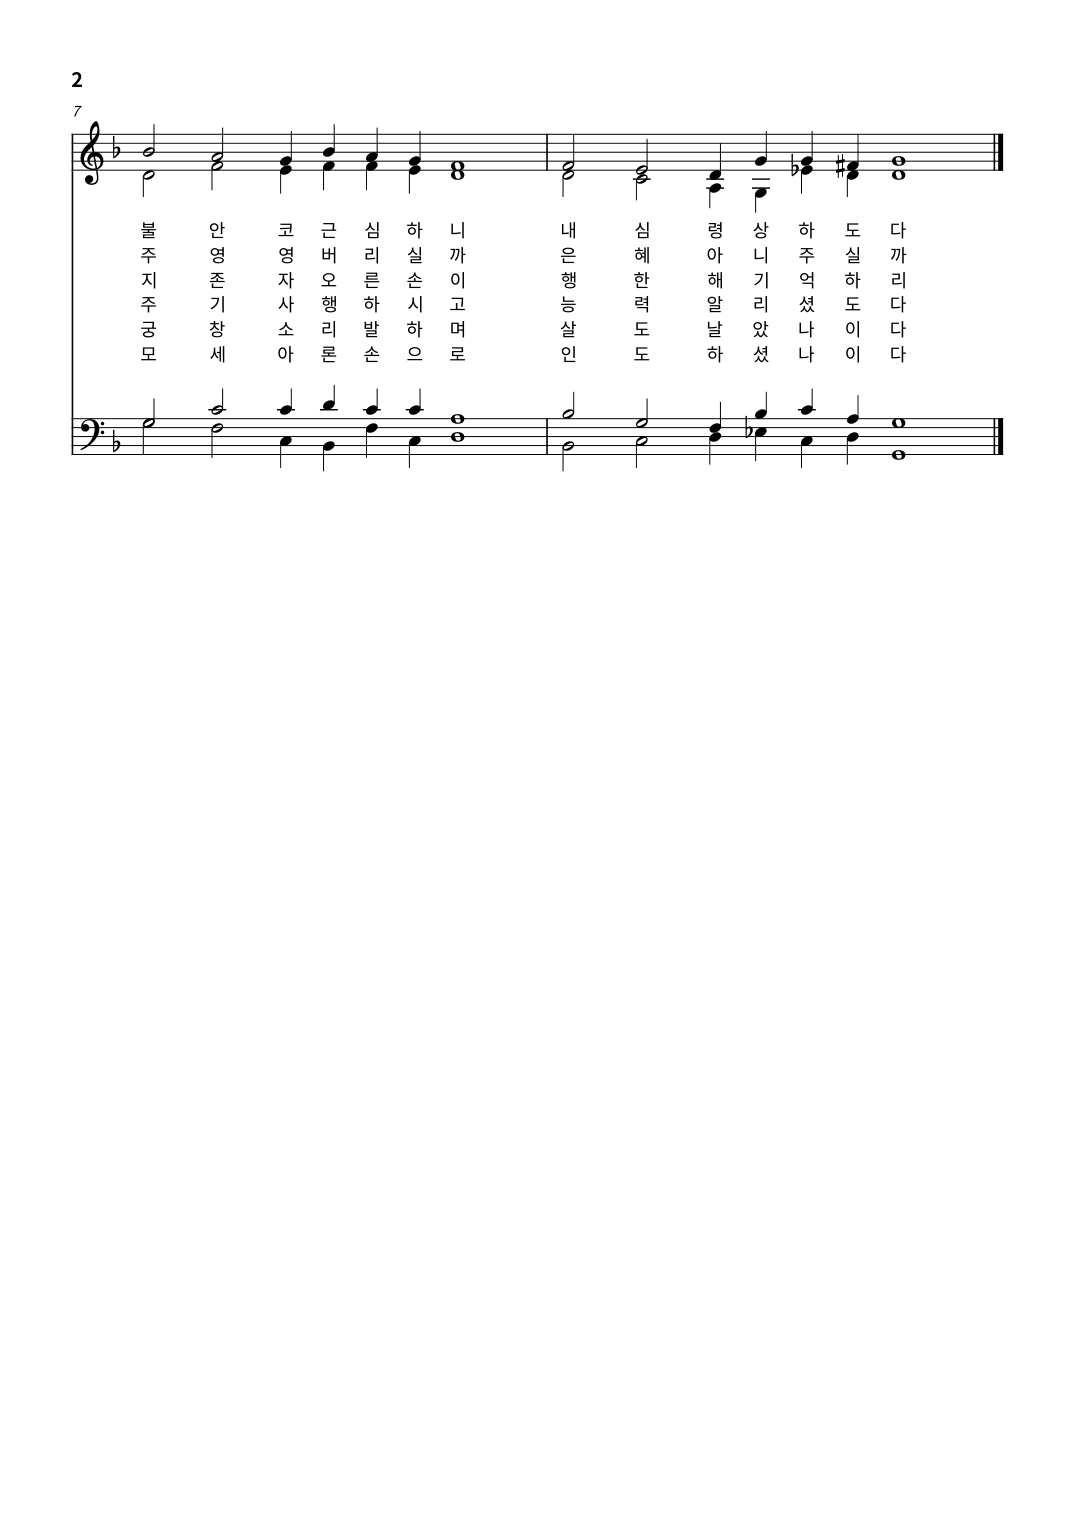 2
7
불 안 코 근 심 하 니 내 심 령 상 하 도 다
주 영 영 버 리 실 까 은 혜 아 니 주 실 까
지 존 자 오 른 손 이 행 한 해 기 억 하 리
주 기 사 행 하 시 고 능 력 알 리 셨 도 다
궁 창 소 리 발 하 며 살 도 날 았 나 이 다
모 세 아 론 손 으 로 인 도 하 셨 나 이 다